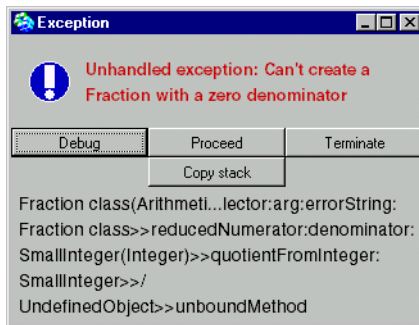 Exception
Unhandled exception: Can't create a
Fraction with a zero denominator
Debug
Proceed
Terminate
Copy stack
Fraction class(Arithmeti...lector:arg:errorString:
Fraction class>>reducedNumerator:denominator:
SmallInteger(Integer)>>quotientFromInteger:
SmallInteger>>/
UndefinedObject>>unboundMethod